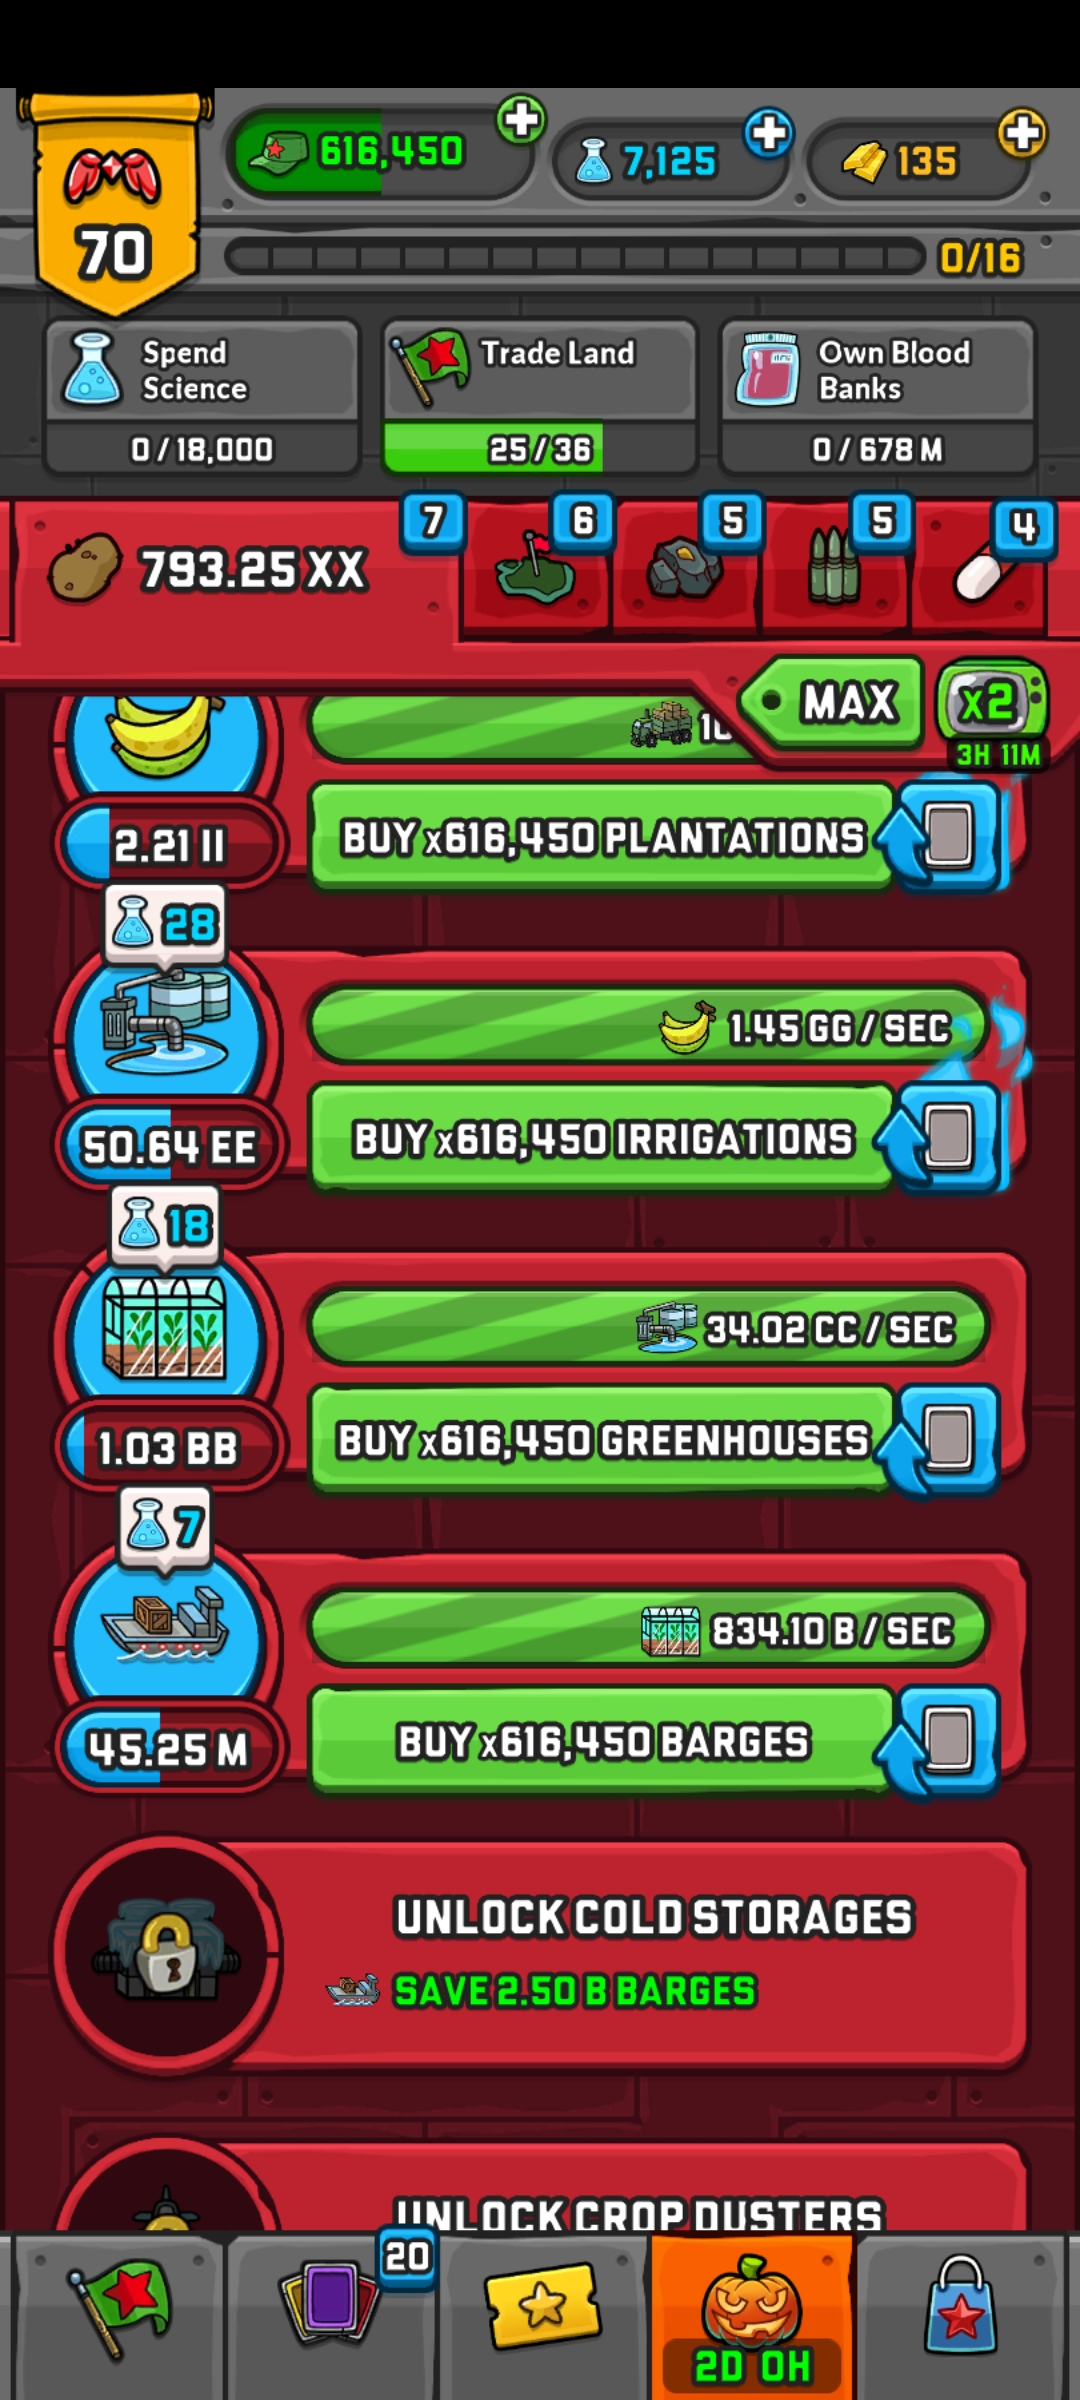 616,450
7,125
135
70
0/16
Spend
Science
0 / 18,000
Trade Land
25 / 36
Own Blood
Banks
0 / 678 M
793.25 XX
7
6
5
5
4
MAX
x2
3H 11M
2.21 II
BUY x616,450 PLANTATIONS
28
1.45 GG / SEC
50.64 EE
BUY x616,450 IRRIGATIONS
18
34.02 CC / SEC
1.03 BB
BUY x616,450 GREENHOUSES
7
834.10 B / SEC
45.25 M
BUY x616,450 BARGES
UNLOCK COLD STORAGES
SAVE 2.50 B BARGES
UNLOCK CROP DUSTERS
20
2D 0H